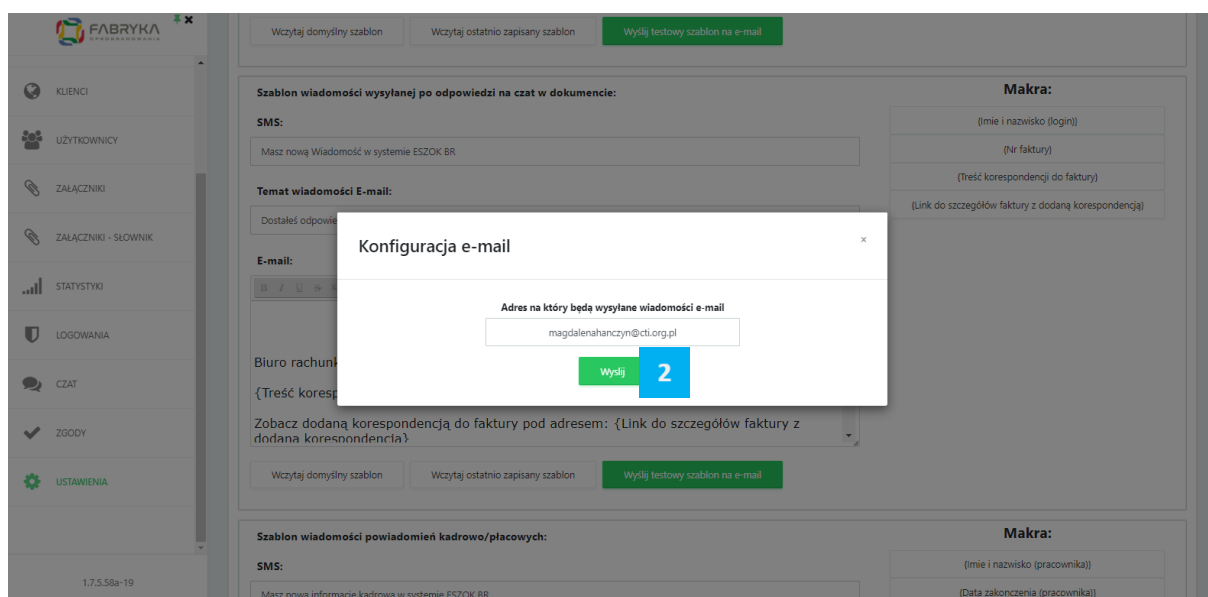 FABRYKA
OPROGRAMOWANIA
KLIENCI
UŻYTKOWNICY
ZAŁĄCZNIKI
ZAŁĄCZNIKI - SŁOWNIK
STATYSTYKI
LOGOWANIA
CZAT
ZGODY
USTAWIENIA
1.7.5.58a-19
Wczytaj domyślny szablon
Wczytaj ostatnio zapisany szablon
Wyślij testowy szablon na e-mail
Szablon wiadomości wysyłanej po odpowiedzi na czat w dokumencie:
SMS:
Masz nową Wiadomość w systemie ESZOK BR
Temat wiadomości E-mail:
Dostałeś odpowie
E-mail:
B I U S
Biuro rachunk
{Treść koresp
Zobacz dodaną korespondencją do faktury pod adresem: {Link do szczegółów faktury z
dodaną korespondencją}
Makra:
{Imie i nazwisko (login)}
{Nr faktury}
{Treść korespondencji do faktury}
{Link do szczegółów faktury z dodaną korespondencją}
Konfiguracja e-mail
×
Adres na który będą wysyłane wiadomości e-mail
magdalenahanczyn@cti.org.pl
Wyslij
2
Wczytaj domyślny szablon
Wczytaj ostatnio zapisany szablon
Wyślij testowy szablon na e-mail
Szablon wiadomości powiadomień kadrowo/płacowych:
SMS:
Masz nową informację kadrową w systemie ESZOK BR
Makra:
{Imie i nazwisko (pracownika)}
{Data zakonczenia (pracownika)}